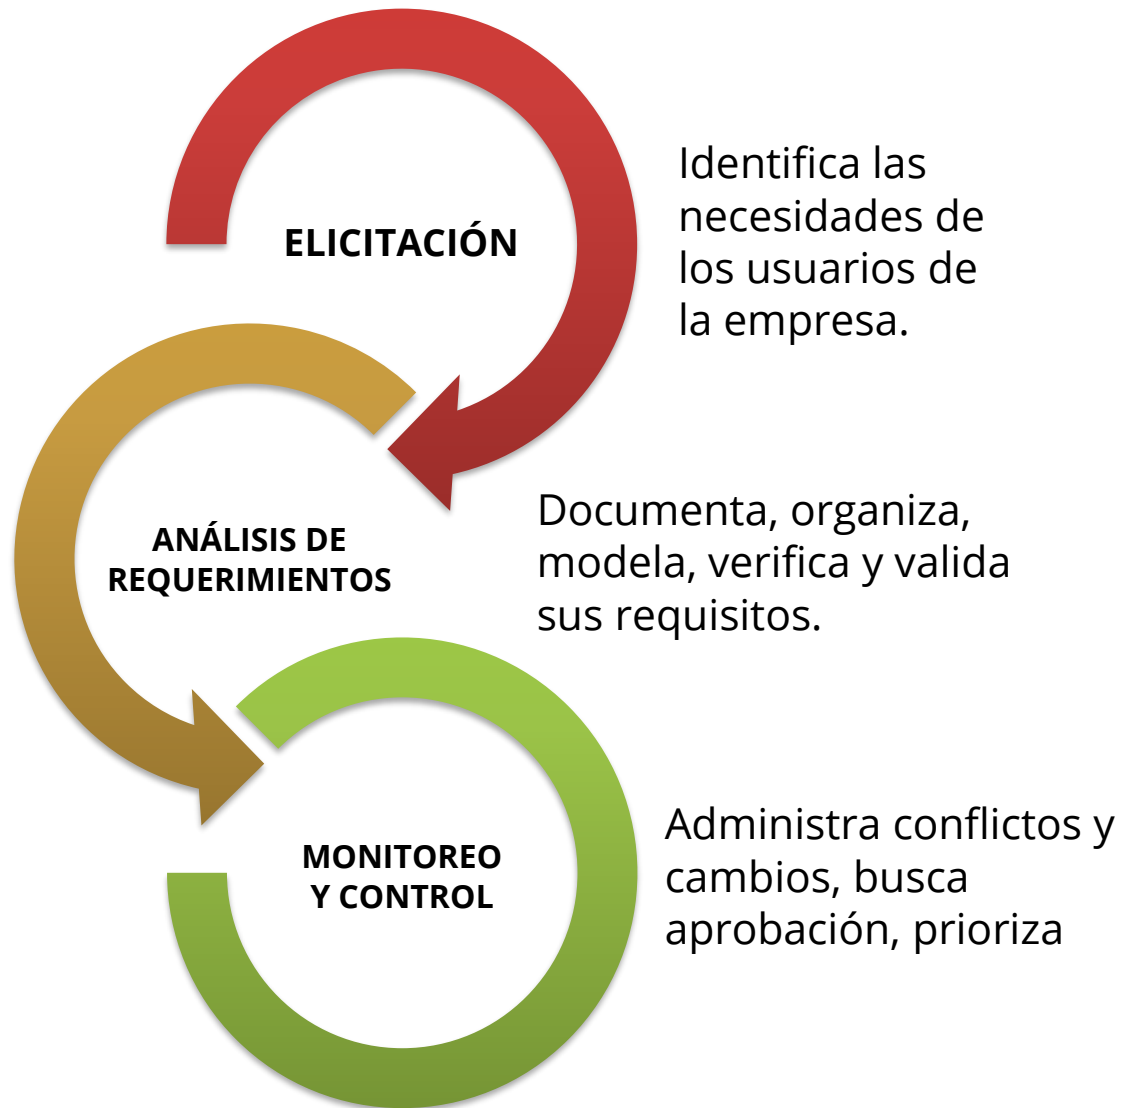 ELICITACIÓN
Identifica las
necesidades de
los usuarios de
la empresa.
ANÁLISIS DE
REQUERIMIENTOS
Documenta, organiza,
modela, verifica y valida
sus requisitos.
MONITOREO
Y CONTROL
Administra conflictos y
cambios, busca
aprobación, prioriza